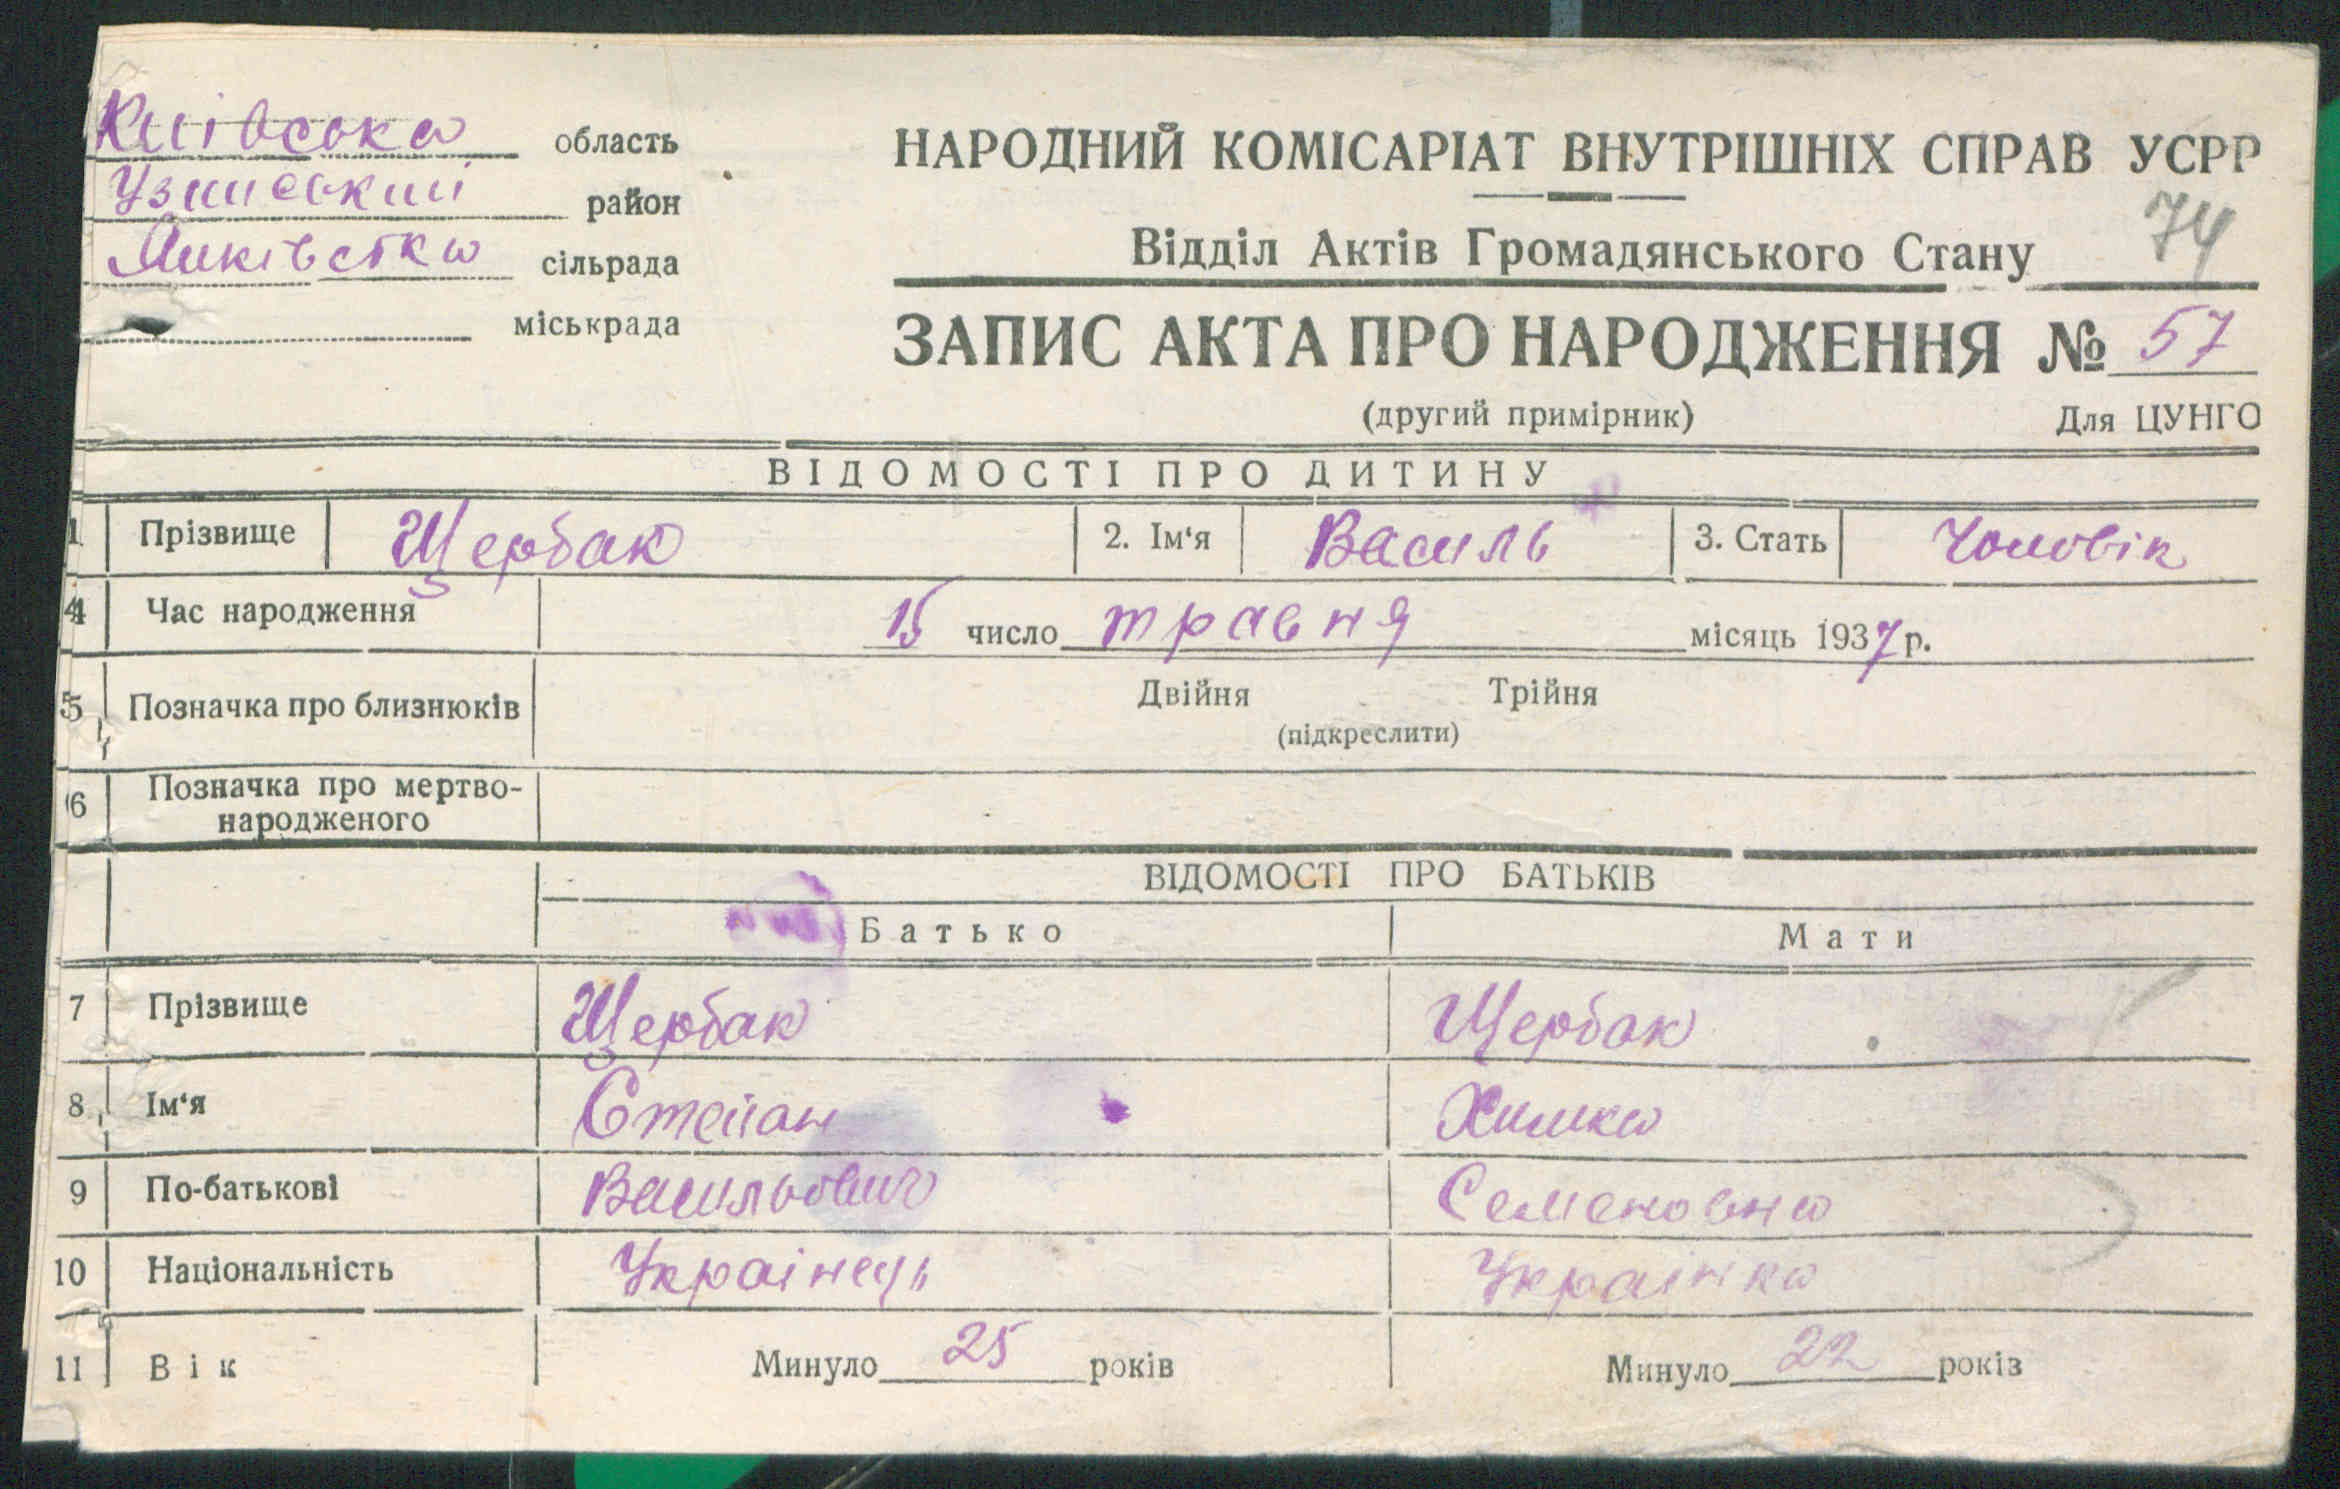 Київська область
Узинський район
Янківська сільрада
міськрада
НАРОДНИЙ КОМІСАРІАТ ВНУТРІШНІХ СПРАВ УСРР
Відділ Актів Громадянського Стану
74
ЗАПИС АКТА ПРО НАРОДЖЕННЯ № 57
(другий примірник) Для ЦУНГО
ВІДОМОСТІ ПРО ДИТИНУ
1 Прізвище Щербак 2. Ім‘я Василь 3. Стать Чоловік
4 Час народження 15 число травня місяць 1937 р.
5 Позначка про близнюків Двійня Трійня
(підкреслити)
6 Позначка про мертво-
народженого
ВІДОМОСТІ ПРО БАТЬКІВ
Батько Мати
7 Прізвище Щербак Щербак
8 Ім‘я Степан Химка
9 По-батькові Васильович Семеновна
10 Національність Українець Українка
11 Вік Минуло 25 років Минуло 22 років